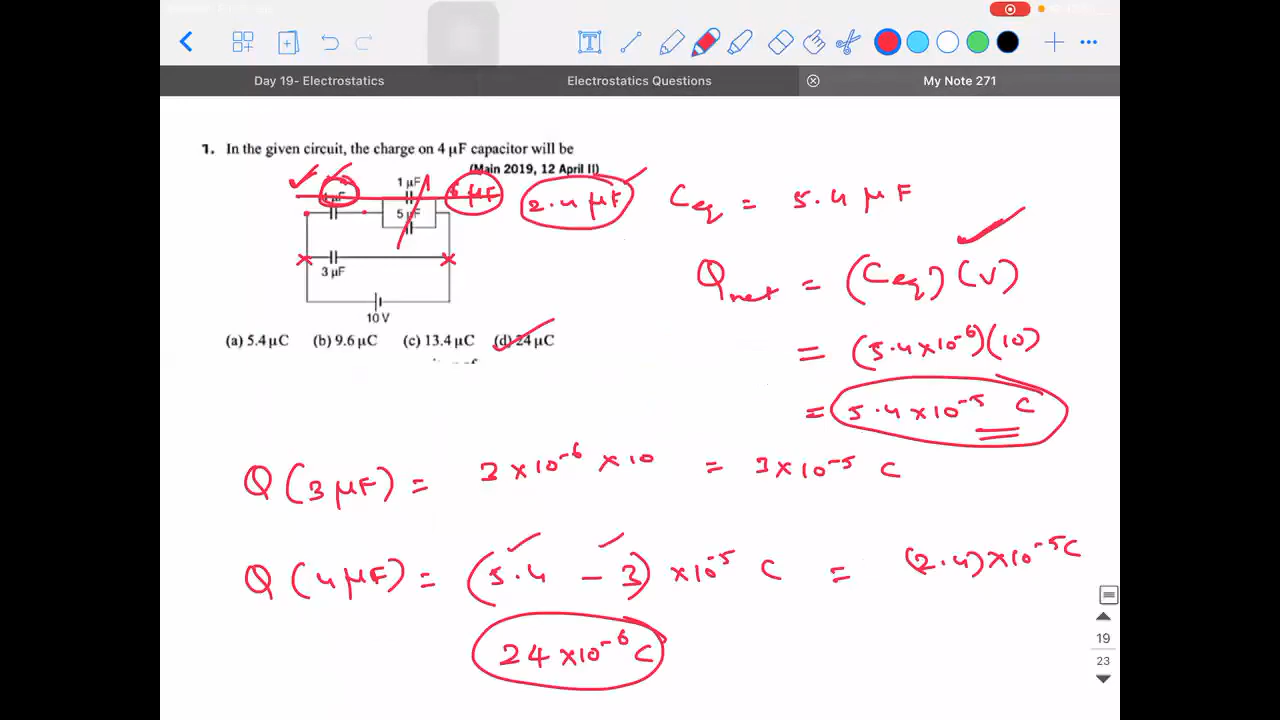 Day 19- Electrostatics
Electrostatics Questions
My Note 271
1. In the given circuit, the charge on 4 μF capacitor will be
(Main 2019, 12 April II)
1 μF
6 μF
2.4 μF
Ceq = 5.4 μF
5 μF
3 μF
10 V
Qnet = (Ceq) (V)
(a) 5.4 μC (b) 9.6 μC (c) 13.4 μC (d) 24 μC
= (5.4×10⁻⁶)(10)
= 5.4×10⁻⁵ C
Q (3 μF) = 3×10⁻⁶ × 10 = 3×10⁻⁵ C
Q (4 μF) = (5.4 − 3) ×10⁻⁵ C = (2.4)×10⁻⁵C
24 ×10⁻⁶ C
19
23